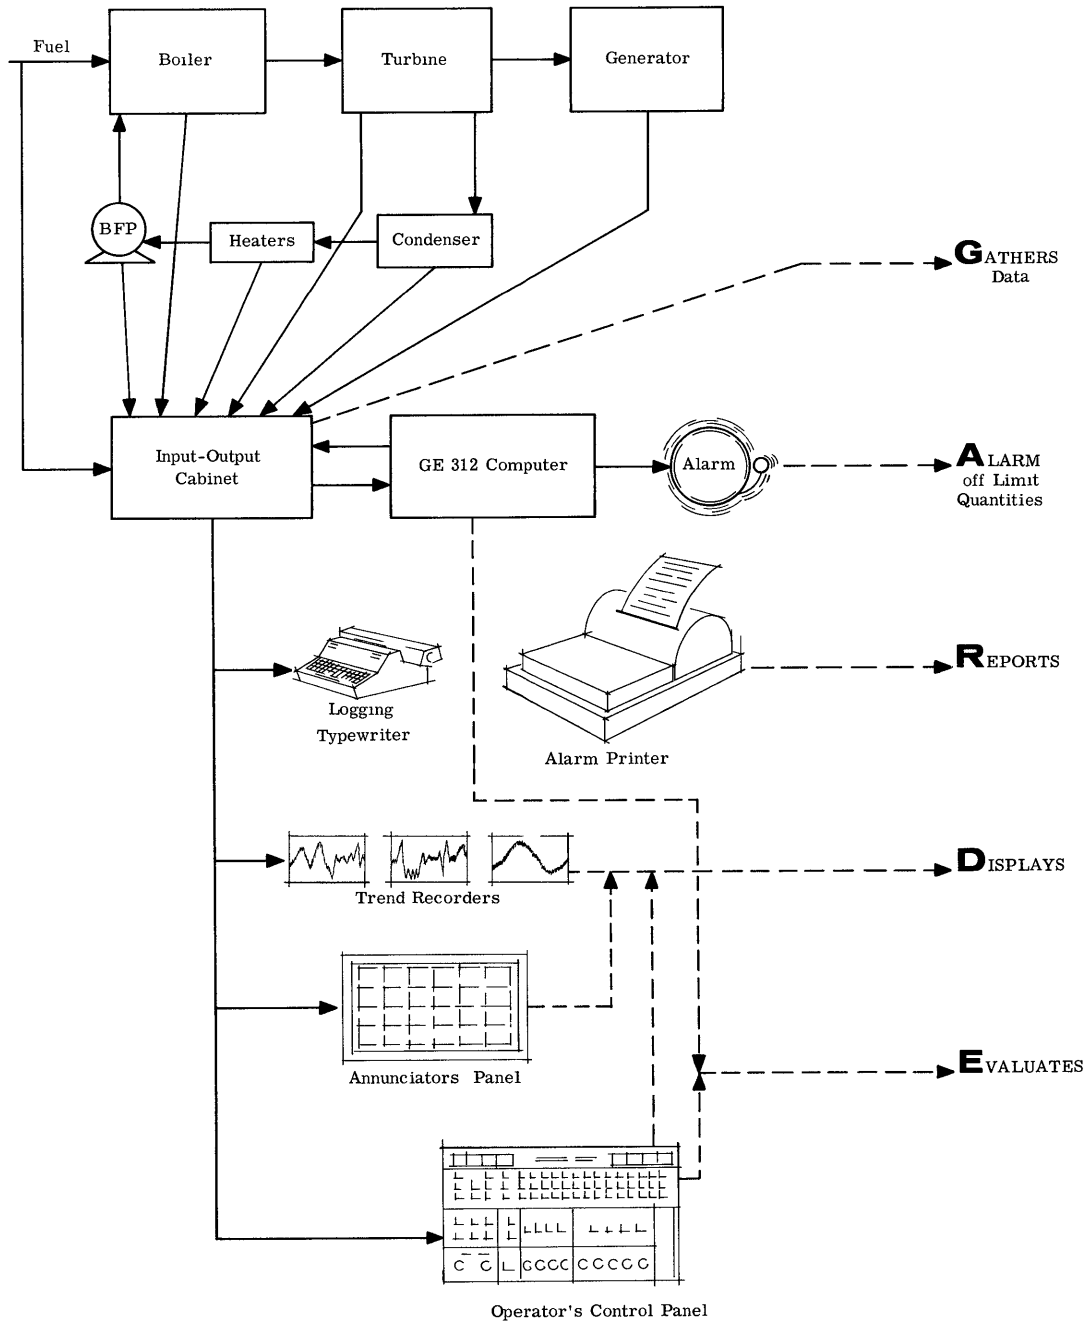 Fuel
Boiler
Turbine
Generator
BFP
Heaters
Condenser
GATHERS
Data
Input-Output
Cabinet
GE 312 Computer
Alarm
ALARM
off Limit
Quantities
REPORTS
Logging
Typewriter
Alarm Printer
DISPLAYS
Trend Recorders
EVALUATES
Annunciators Panel
Operator's Control Panel